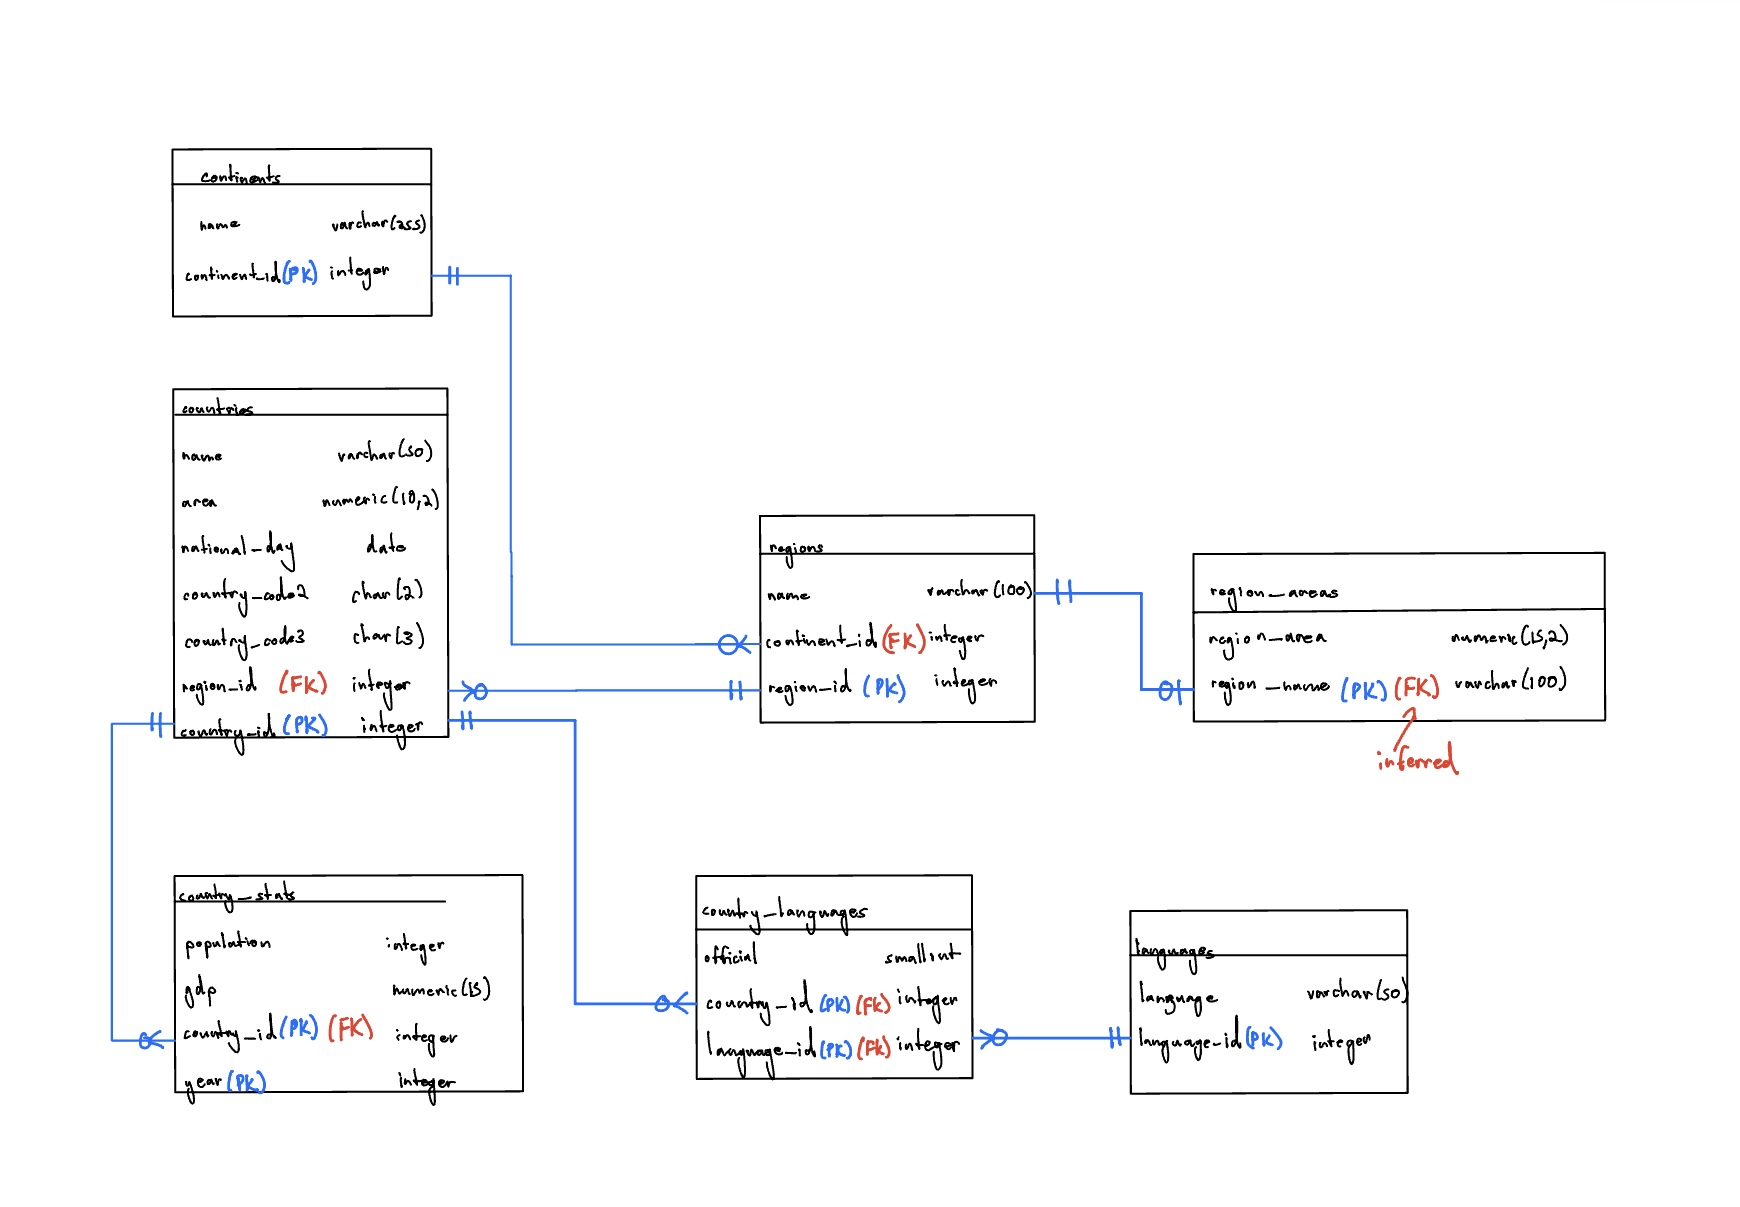 continents
name varchar(255)
continent_id (PK) integer
countries
name varchar(50)
area numeric(10,2)
national_day date
country_code2 char(2)
country_code3 char(3)
region_id (FK) integer
country_id (PK) integer
regions
name varchar(100)
continent_id (FK) integer
region_id (PK) integer
region_areas
region_area numeric(15,2)
region_name (PK) (FK) varchar(100)
inferred
country_stats
population integer
gdp numeric(15)
country_id (PK) (FK) integer
year (PK) integer
country_languages
official smallint
country_id (PK) (FK) integer
language_id (PK) (FK) integer
languages
language varchar(50)
language_id (PK) integer